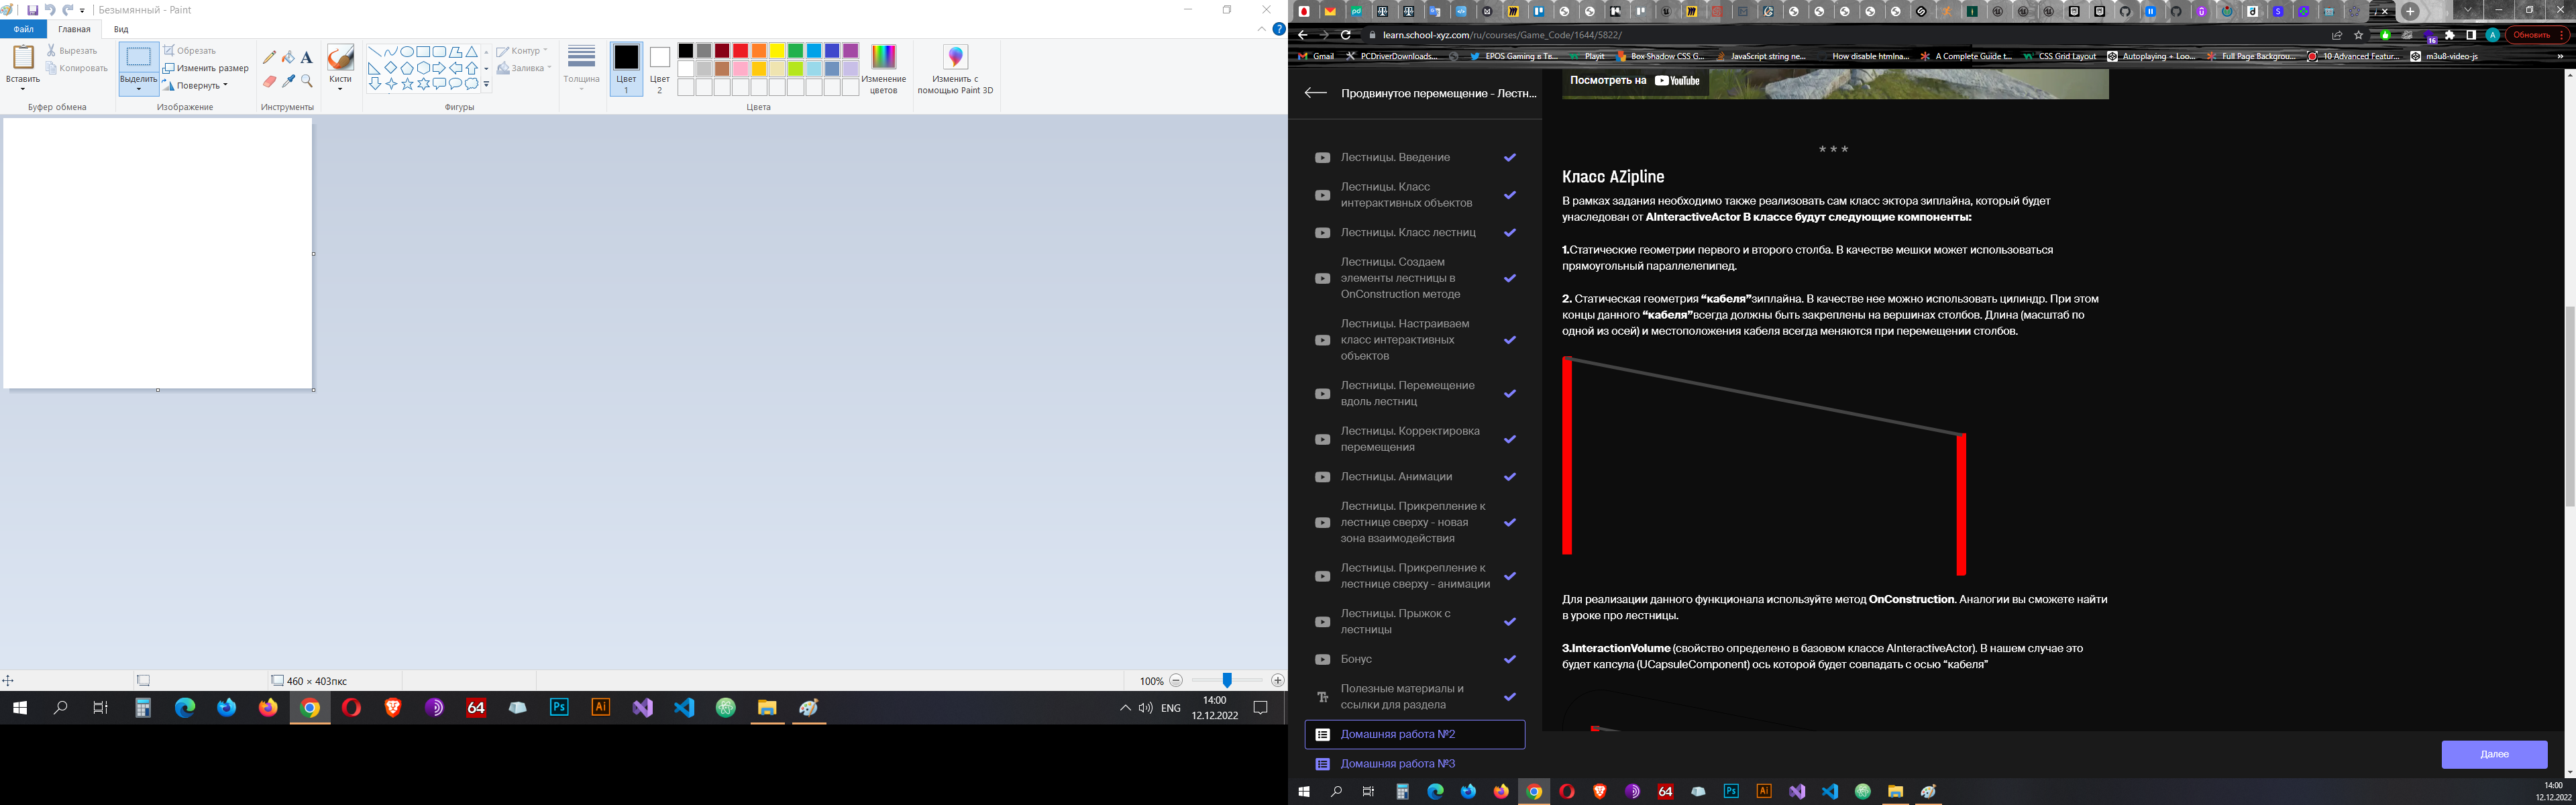 Безымянный - Paint
Файл
Главная
Вид
Вставить
Вырезать
Копировать
Буфер обмена
Выделить
Обрезать
Изменить размер
Повернуть
Изображение
Инструменты
Кисти
Контур
Заливка
Фигуры
Толщина
Цвет
1
Цвет
2
Изменение
цветов
Цвета
Изменить с
помощью Paint 3D
460 × 403пкс
100%
64
Ps
Ai
ENG
14:00
12.12.2022
learn.school-xyz.com/ru/courses/Game_Code/1644/5822/
Обновить
Gmail
PCDriverDownloads...
EPOS Gaming в Тв...
Playit
Box Shadow CSS G...
JavaScript string ne...
How disable htmlna...
A Complete Guide t...
CSS Grid Layout
Autoplaying + Loo...
Full Page Backgrou...
10 Advanced Featur...
m3u8-video-js
»
Продвинутое перемещение - Лестн...
Лестницы. Введение
Лестницы. Класс
интерактивных объектов
Лестницы. Класс лестниц
Лестницы. Создаем
элементы лестницы в
OnConstruction методе
Лестницы. Настраиваем
класс интерактивных
объектов
Лестницы. Перемещение
вдоль лестниц
Лестницы. Корректировка
перемещения
Лестницы. Анимации
Лестницы. Прикрепление к
лестнице сверху - новая
зона взаимодействия
Лестницы. Прикрепление к
лестнице сверху - анимации
Лестницы. Прыжок с
лестницы
Бонус
Полезные материалы и
ссылки для раздела
Домашняя работа №2
Домашняя работа №3
Посмотреть на YouTube
* * *
Класс AZipline
В рамках задания необходимо также реализовать сам класс эктора зиплайна, который будет
унаследован от AInteractiveActor В классе будут следующие компоненты:
1.Статические геометрии первого и второго столба. В качестве мешки может использоваться
прямоугольный параллелепипед.
2. Статическая геометрия “кабеля”зиплайна. В качестве нее можно использовать цилиндр. При этом
концы данного “кабеля”всегда должны быть закреплены на вершинах столбов. Длина (масштаб по
одной из осей) и местоположения кабеля всегда меняются при перемещении столбов.
Для реализации данного функционала используйте метод OnConstruction. Аналогии вы сможете найти
в уроке про лестницы.
3.InteractionVolume (свойство определено в базовом классе AInteractiveActor). В нашем случае это
будет капсула (UCapsuleComponent) ось которой будет совпадать с осью “кабеля”
Далее
64
Ps
Ai
14:00
12.12.2022